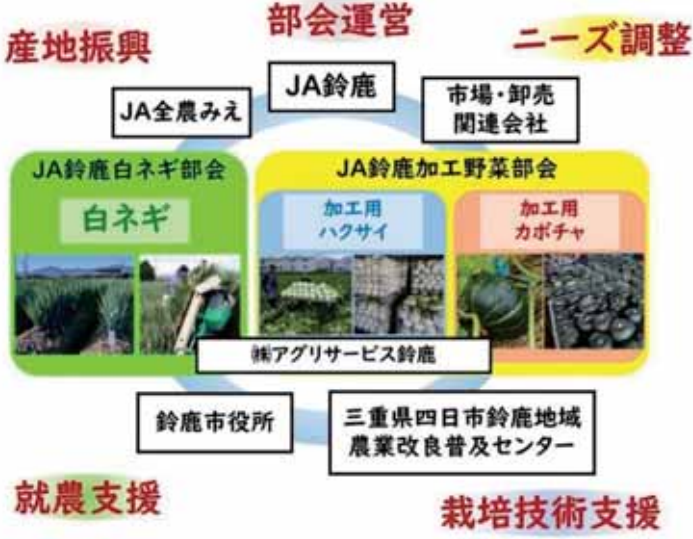 産地振興
部会運営
ニーズ調整
JA全農みえ
JA鈴鹿
市場・卸売
関連会社
JA鈴鹿白ネギ部会
白ネギ
JA鈴鹿加工野菜部会
加工用
ハクサイ
加工用
カボチャ
㈱アグリサービス鈴鹿
鈴鹿市役所
三重県四日市鈴鹿地域
農業改良普及センター
就農支援
栽培技術支援